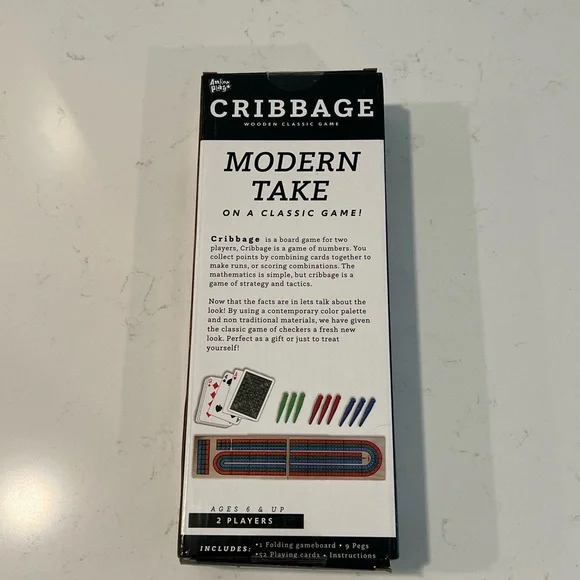 Anjou
play
CRIBBAGE
WOODEN CLASSIC GAME
MODERN
TAKE
ON A CLASSIC GAME!
Cribbage is a board game for two
players, Cribbage is a game of numbers. You
collect points by combining cards together to
make runs, or scoring combinations. The
mathematics is simple, but cribbage is a
game of strategy and tactics.
Now that the facts are in lets talk about the
look! By using a contemporary color palette
and non traditional materials, we have given
the classic game of checkers a fresh new
look. Perfect as a gift or just to treat
yourself!
AGES 6 & UP
2 PLAYERS
INCLUDES: •1 Folding gameboard • 9 Pegs
•52 Playing cards • Instructions